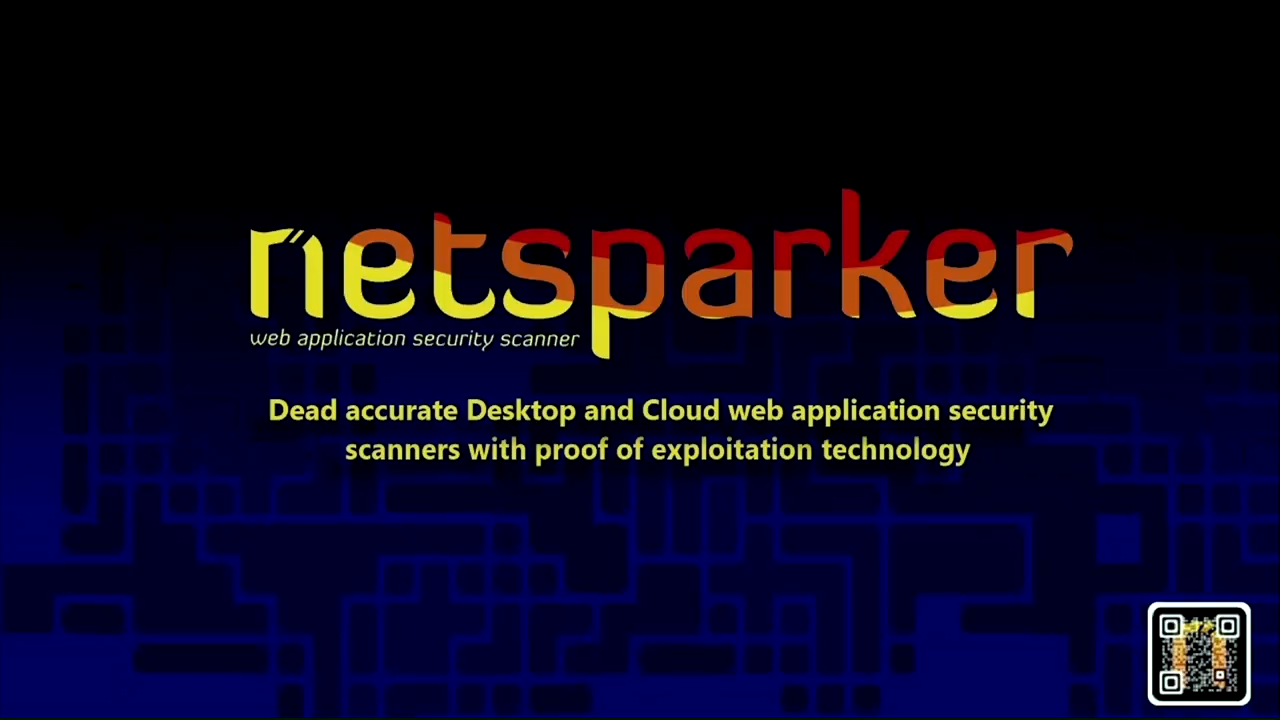 netsparker
web application security scanner
Dead accurate Desktop and Cloud web application security
scanners with proof of exploitation technology